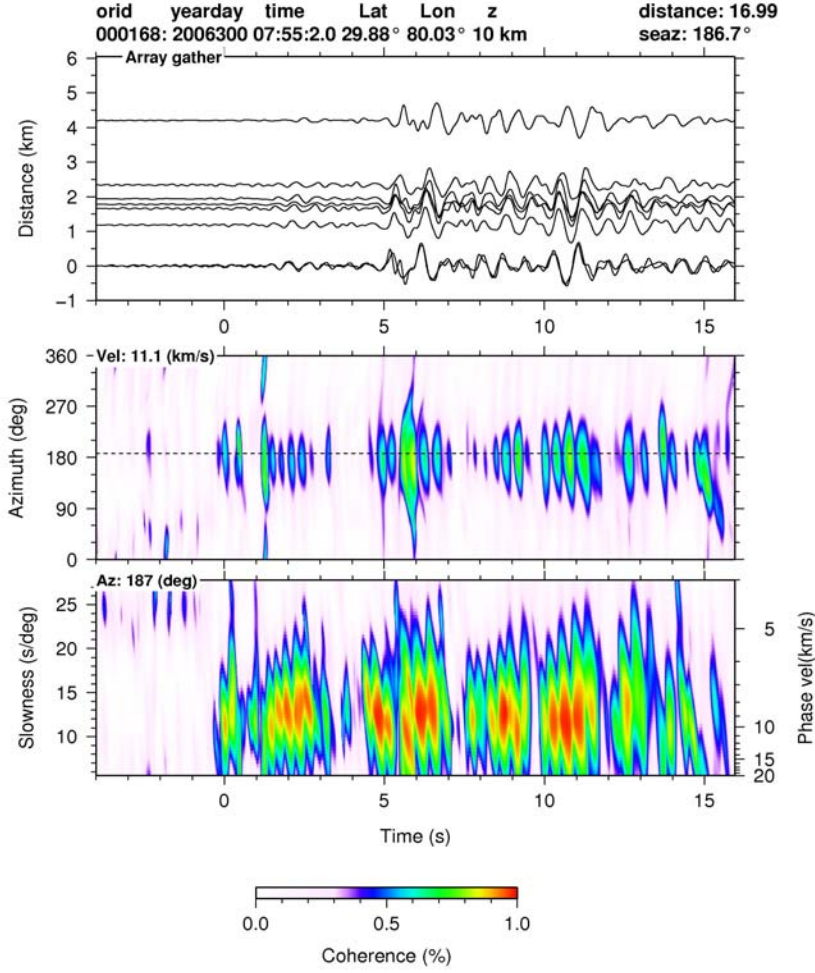 orid yearday time Lat Lon z distance: 16.99
000168: 2006300 07:55:2.0 29.88° 80.03° 10 km seaz: 186.7°
Array gather
6
5
4
3
2
1
0
−1
Distance (km)
0 5 10 15
Vel: 11.1 (km/s)
360
270
180
90
0
Azimuth (deg)
Az: 187 (deg)
25
20
15
10
Slowness (s/deg)
5
10
15
20
Phase vel(km/s)
0 5 10 15
Time (s)
0.0 0.5 1.0
Coherence (%)